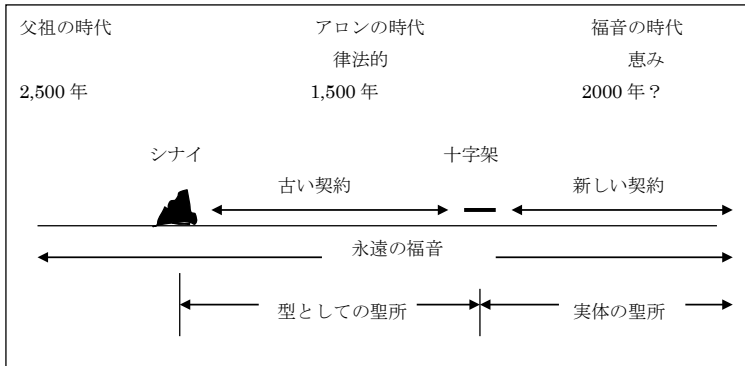 父祖の時代 アロンの時代 福音の時代
律法的 恵み
2,500 年 1,500 年 2000 年？
シナイ 十字架
古い契約 新しい契約
永遠の福音
型としての聖所 実体の聖所